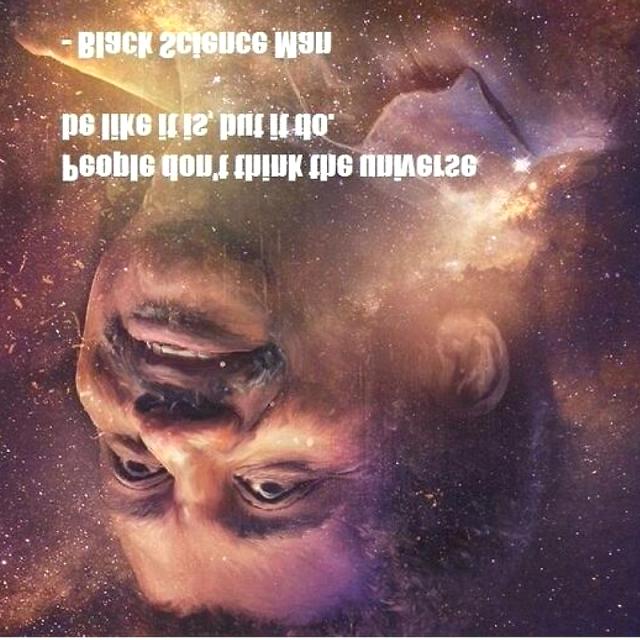 People don't think the universe
be like it is, but it do.
- Black Science Man